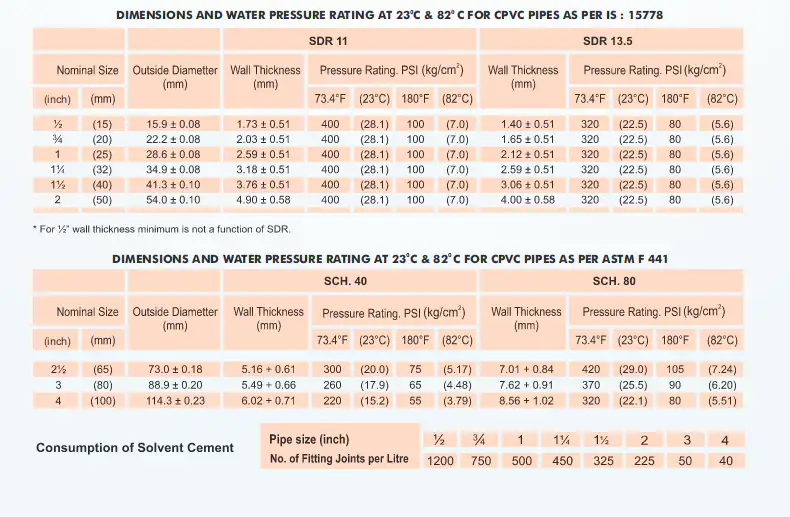 DIMENSIONS AND WATER PRESSURE RATING AT 23°C & 82°C FOR CPVC PIPES AS PER IS : 15778
SDR 11 SDR 13.5
Nominal Size Outside Diametter (mm) Wall Thickness (mm) Pressure Rating. PSI (kg/cm²) Wall Thickness (mm) Pressure Rating. PSI (kg/cm²)
(inch) (mm) 73.4°F (23°C) 180°F (82°C) 73.4°F (23°C) 180°F (82°C)
½ (15) 15.9 ± 0.08 1.73 ± 0.51 400 (28.1) 100 (7.0) 1.40 ± 0.51 320 (22.5) 80 (5.6)
¾ (20) 22.2 ± 0.08 2.03 ± 0.51 400 (28.1) 100 (7.0) 1.65 ± 0.51 320 (22.5) 80 (5.6)
1 (25) 28.6 ± 0.08 2.59 ± 0.51 400 (28.1) 100 (7.0) 2.12 ± 0.51 320 (22.5) 80 (5.6)
1¼ (32) 34.9 ± 0.08 3.18 ± 0.51 400 (28.1) 100 (7.0) 2.59 ± 0.51 320 (22.5) 80 (5.6)
1½ (40) 41.3 ± 0.10 3.76 ± 0.51 400 (28.1) 100 (7.0) 3.06 ± 0.51 320 (22.5) 80 (5.6)
2 (50) 54.0 ± 0.10 4.90 ± 0.58 400 (28.1) 100 (7.0) 4.00 ± 0.58 320 (22.5) 80 (5.6)
* For ½" wall thickness minimum is not a function of SDR.
DIMENSIONS AND WATER PRESSURE RATING AT 23°C & 82°C FOR CPVC PIPES AS PER ASTM F 441
SCH. 40 SCH. 80
Nominal Size Outside Diametter (mm) Wall Thickness (mm) Pressure Rating. PSI (kg/cm²) Wall Thickness (mm) Pressure Rating. PSI (kg/cm²)
(inch) (mm) 73.4°F (23°C) 180°F (82°C) 73.4°F (23°C) 180°F (82°C)
2½ (65) 73.0 ± 0.18 5.16 + 0.61 300 (20.0) 75 (5.17) 7.01 + 0.84 420 (29.0) 105 (7.24)
3 (80) 88.9 ± 0.20 5.49 + 0.66 260 (17.9) 65 (4.48) 7.62 + 0.91 370 (25.5) 90 (6.20)
4 (100) 114.3 ± 0.23 6.02 + 0.71 220 (15.2) 55 (3.79) 8.56 + 1.02 320 (22.1) 80 (5.51)
Consumption of Solvent Cement
Pipe size (inch) ½ ¾ 1 1¼ 1½ 2 3 4
No. of Fitting Joints per Litre 1200 750 500 450 325 225 50 40